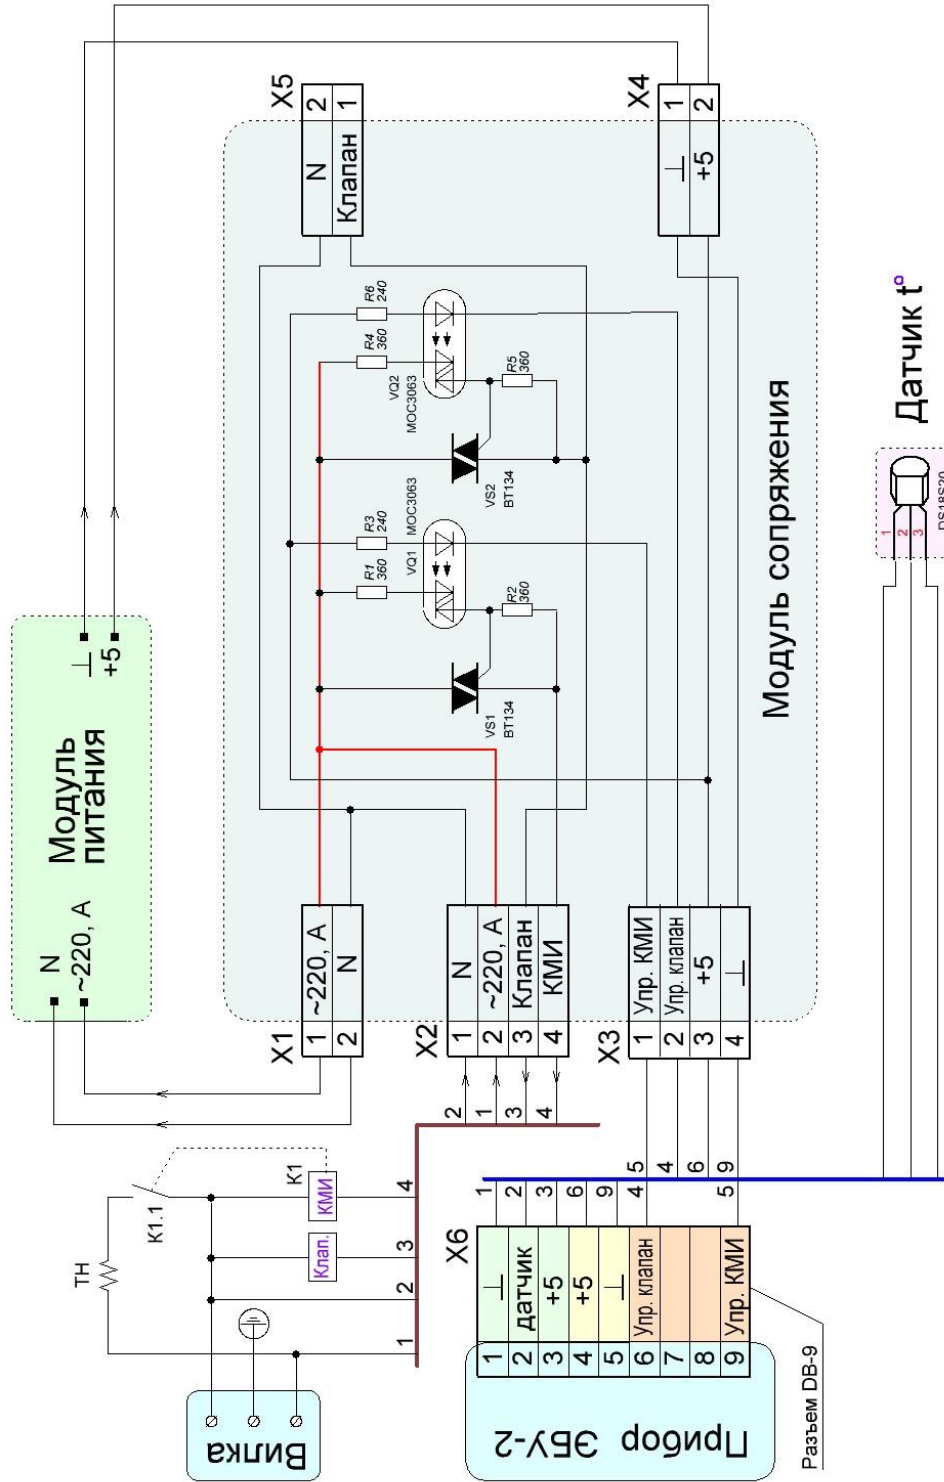 Модуль
питания
N
~220, А
⊥
+5
X1
1 ~220, А
2 N
X2
1 N
2 ~220, А
3 Клапан
4 КМИ
X3
1 Упр. КМИ
2 Упр. клапан
3 +5
4 ⊥
X5
N 2
Клапан 1
X4
⊥ 1
+5 2
R1
360
R3
240
R4
360
R6
240
VQ1
MOC3063
VQ2
MOC3063
R2
360
R5
360
VS1
BT134
VS2
BT134
Модуль сопряжения
Датчик t°
1
2
3
DS18S20
ТН
K1.1
K1
КМИ
Клап.
1
2
3
4
2
1
3
4
Вилка
X6
1 ⊥
2 датчик
3 +5
4 +5
5 ⊥
6 Упр. клапан
7
8
9 Упр. КМИ
1
2
3
6
9
4
5
5
4
6
9
Прибор ЭБУ-2
Разъем DB-9